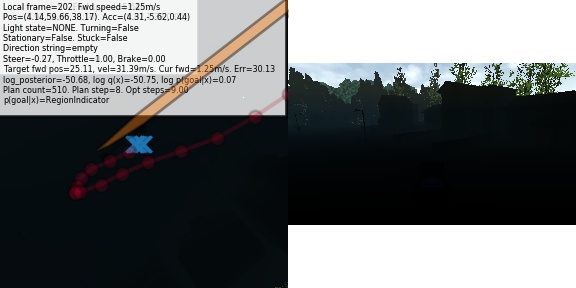 Local frame=202. Fwd speed=1.25m/s
Pos=(4.14,59.66,38.17). Acc=(4.31,-5.62,0.44)
Light state=NONE. Turning=False
Stationary=False. Stuck=False
Direction string=empty
Steer=-0.27, Throttle=1.00, Brake=0.00
Target fwd pos=25.11, vel=31.39m/s. Cur fwd=1.25m/s. Err=30.13
log_posterior=-50.68, log q(x)=-50.75, log p(goal|x)=0.07
Plan count=510. Plan step=8. Opt steps=9.00
p(goal|x)=RegionIndicator